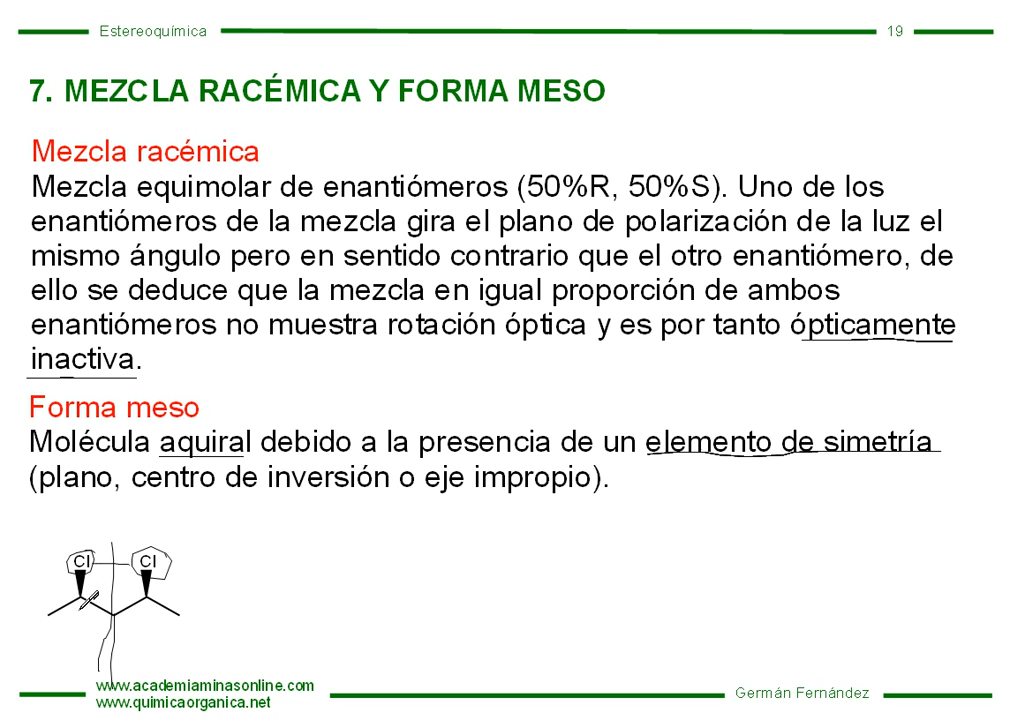 Estereoquímica 19
7. MEZCLA RACÉMICA Y FORMA MESO
Mezcla racémica
Mezcla equimolar de enantiómeros (50%R, 50%S). Uno de los
enantiómeros de la mezcla gira el plano de polarización de la luz el
mismo ángulo pero en sentido contrario que el otro enantiómero, de
ello se deduce que la mezcla en igual proporción de ambos
enantiómeros no muestra rotación óptica y es por tanto ópticamente
inactiva.
Forma meso
Molécula aquiral debido a la presencia de un elemento de simetría
(plano, centro de inversión o eje impropio).
Cl Cl
www.academiaminasonline.com
www.quimicaorganica.net
Germán Fernández